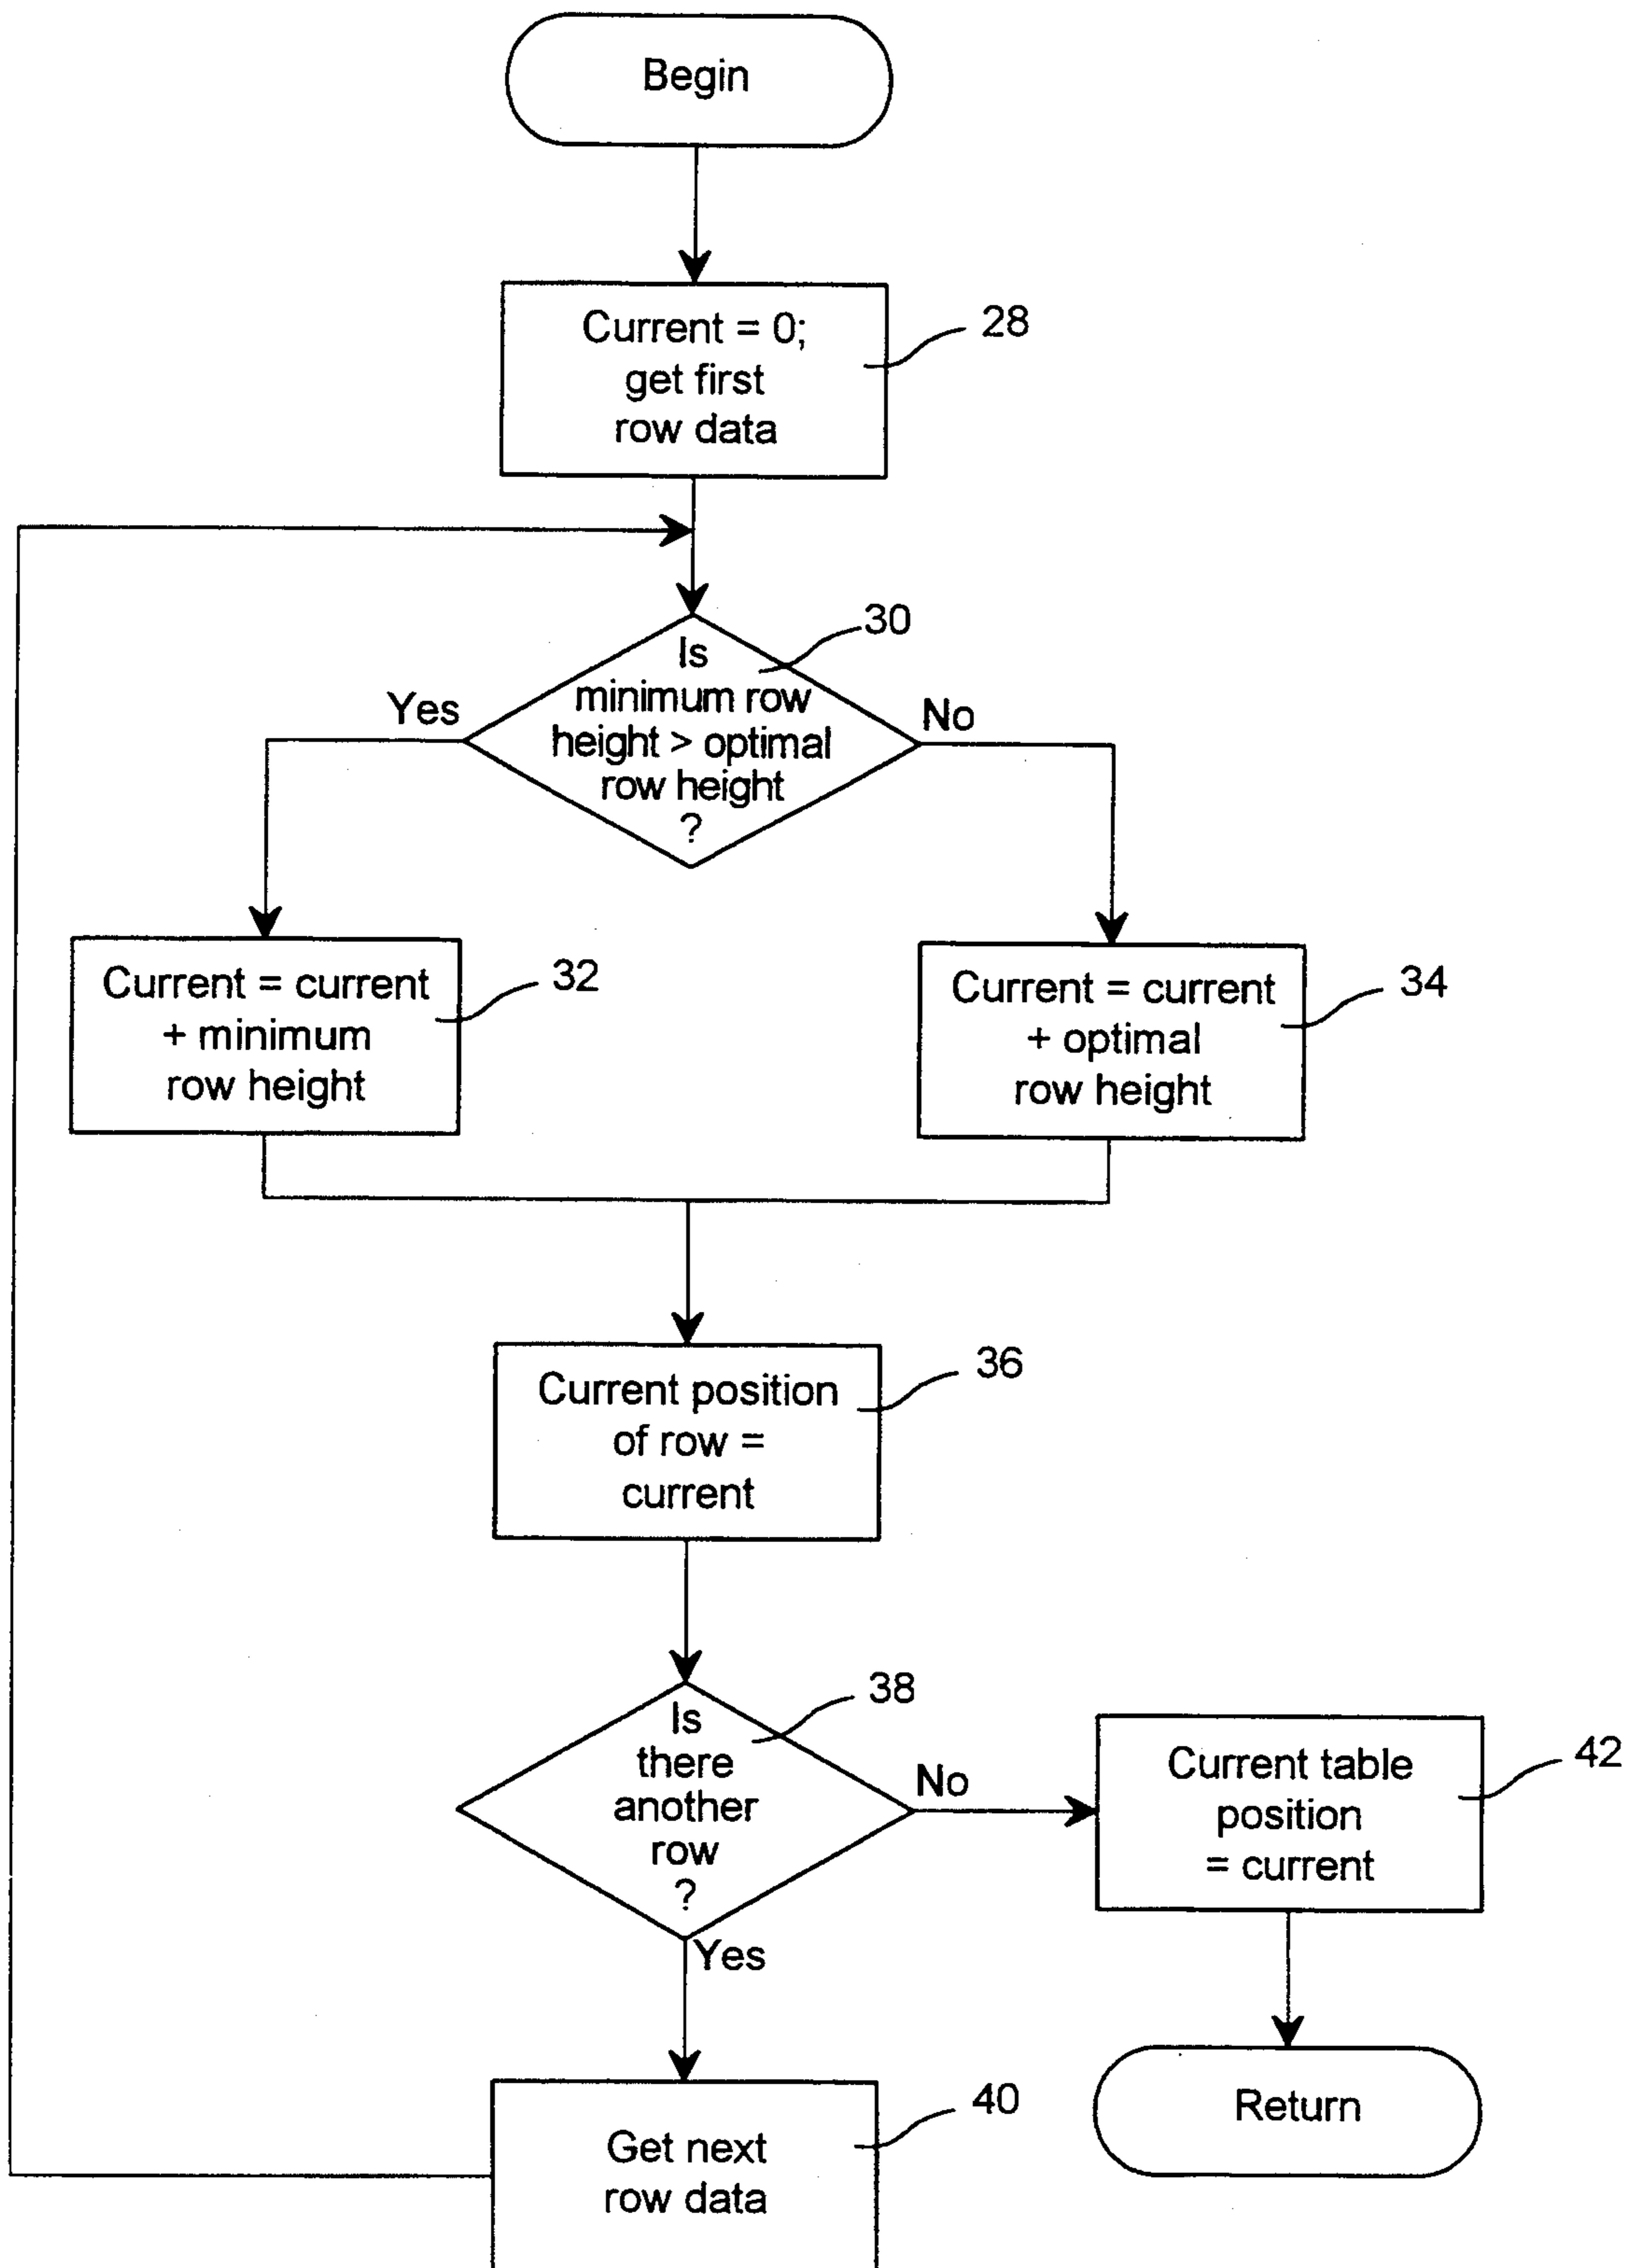 Begin
Current = 0;
get first
row data
28
30
Is
minimum row
height > optimal
row height
?
Yes
No
Current = current
+ minimum
row height
32
Current = current
+ optimal
row height
34
Current position
of row =
current
36
38
Is
there
another
row
?
No
Yes
Current table
position
= current
42
Get next
row data
40
Return